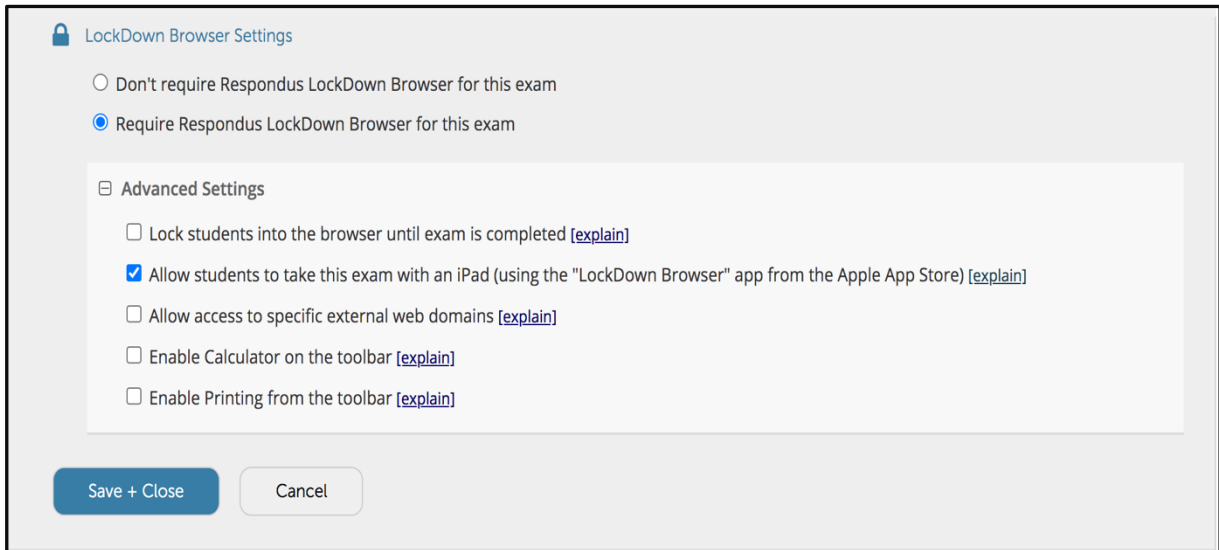 LockDown Browser Settings
Don't require Respondus LockDown Browser for this exam
Require Respondus LockDown Browser for this exam
Advanced Settings
Lock students into the browser until exam is completed [explain]
Allow students to take this exam with an iPad (using the "LockDown Browser" app from the Apple App Store) [explain]
Allow access to specific external web domains [explain]
Enable Calculator on the toolbar [explain]
Enable Printing from the toolbar [explain]
Save + Close Cancel